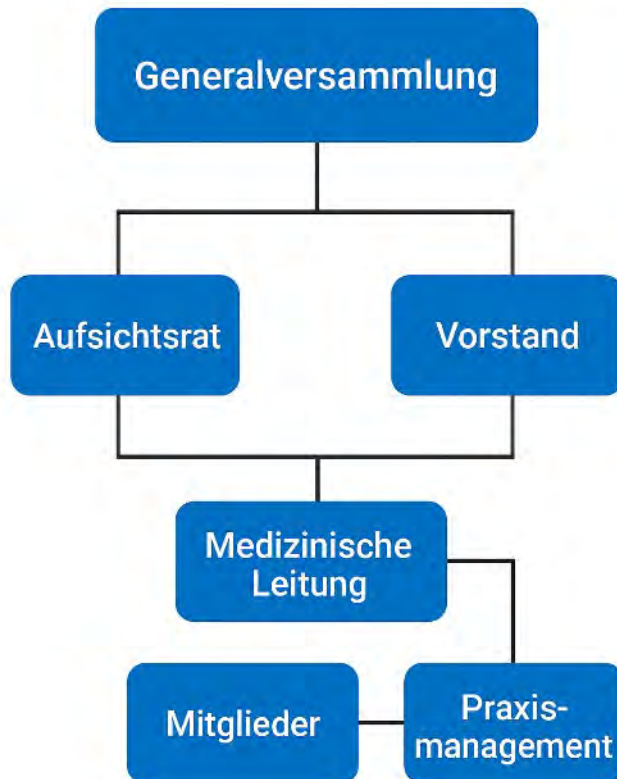 Generalversammlung
Aufsichtsrat
Vorstand
Medizinische
Leitung
Mitglieder
Praxis-
management